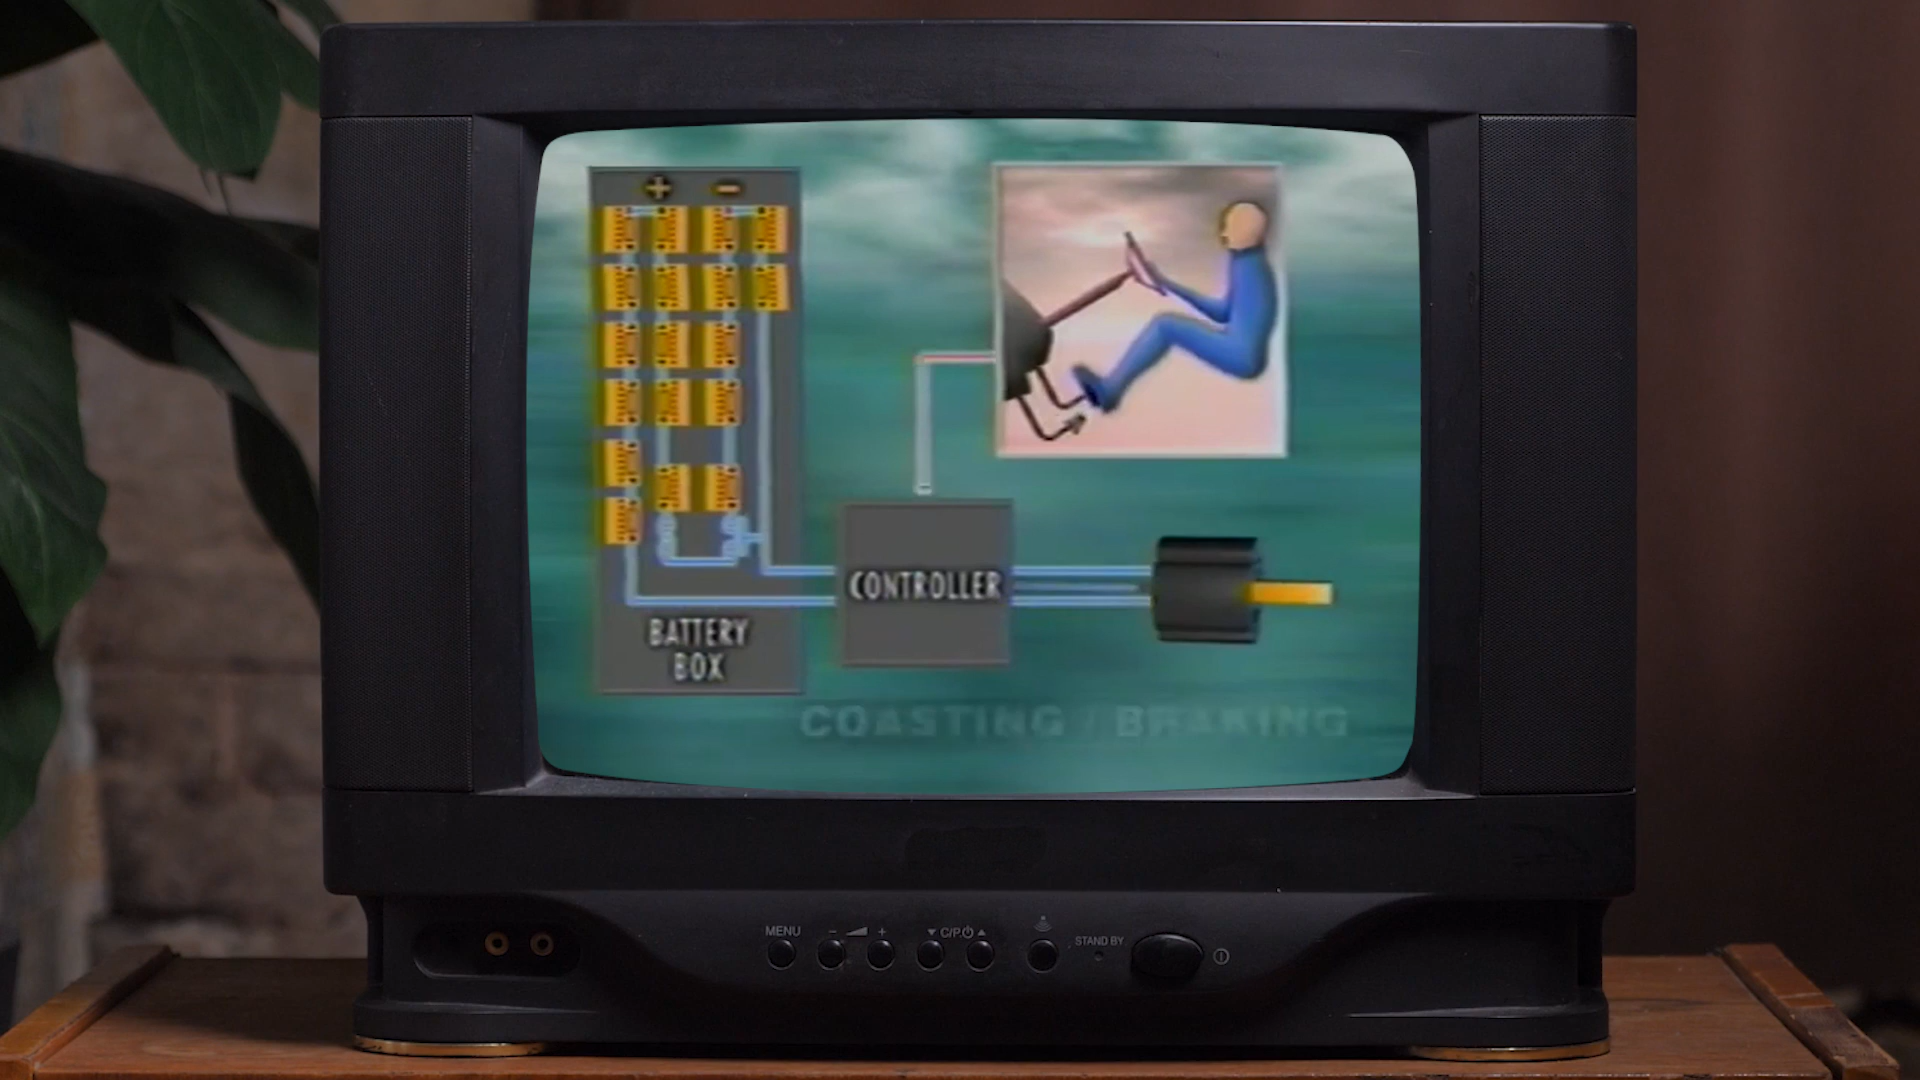 + −
CONTROLLER
BATTERY
BOX
COASTING / BRAKING
MENU
− +
C/P
STAND BY